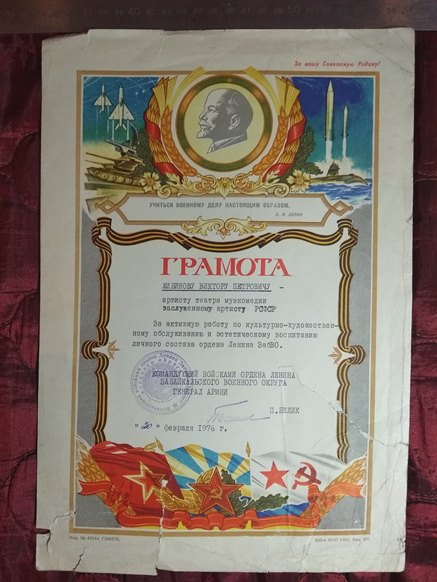 За нашу Советскую Родину!
УЧИТЬСЯ ВОЕННОМУ ДЕЛУ НАСТОЯЩИМ ОБРАЗОМ.
В. И. ЛЕНИН
ГРАМОТА
ЖИБИНОВУ ВИКТОРУ ПЕТРОВИЧУ -
артисту театра музкомедии
заслуженному артисту РСФСР
За активную работу по культурно-художествен-
ному обслуживанию и эстетическому воспитанию
личного состава ордена Ленина ЗабВО.
КОМАНДУЮЩИЙ ВОЙСКАМИ ОРДЕНА ЛЕНИНА
ЗАБАЙКАЛЬСКОГО ВОЕННОГО ОКРУГА
ГЕНЕРАЛ АРМИИ
П.БЕЛИК
" 20 " февраля 1976 г.